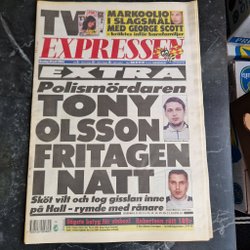 TV
MARKOOLIO
I SLAGSMÅL
MED GEORGE SCOTT
EXPRESSEN
EXTRA
Polismördaren
TONY
OLSSON
FRITAGEN
I NATT
Sköt vilt och tog gisslan inne
på Hall – rymde med rånare